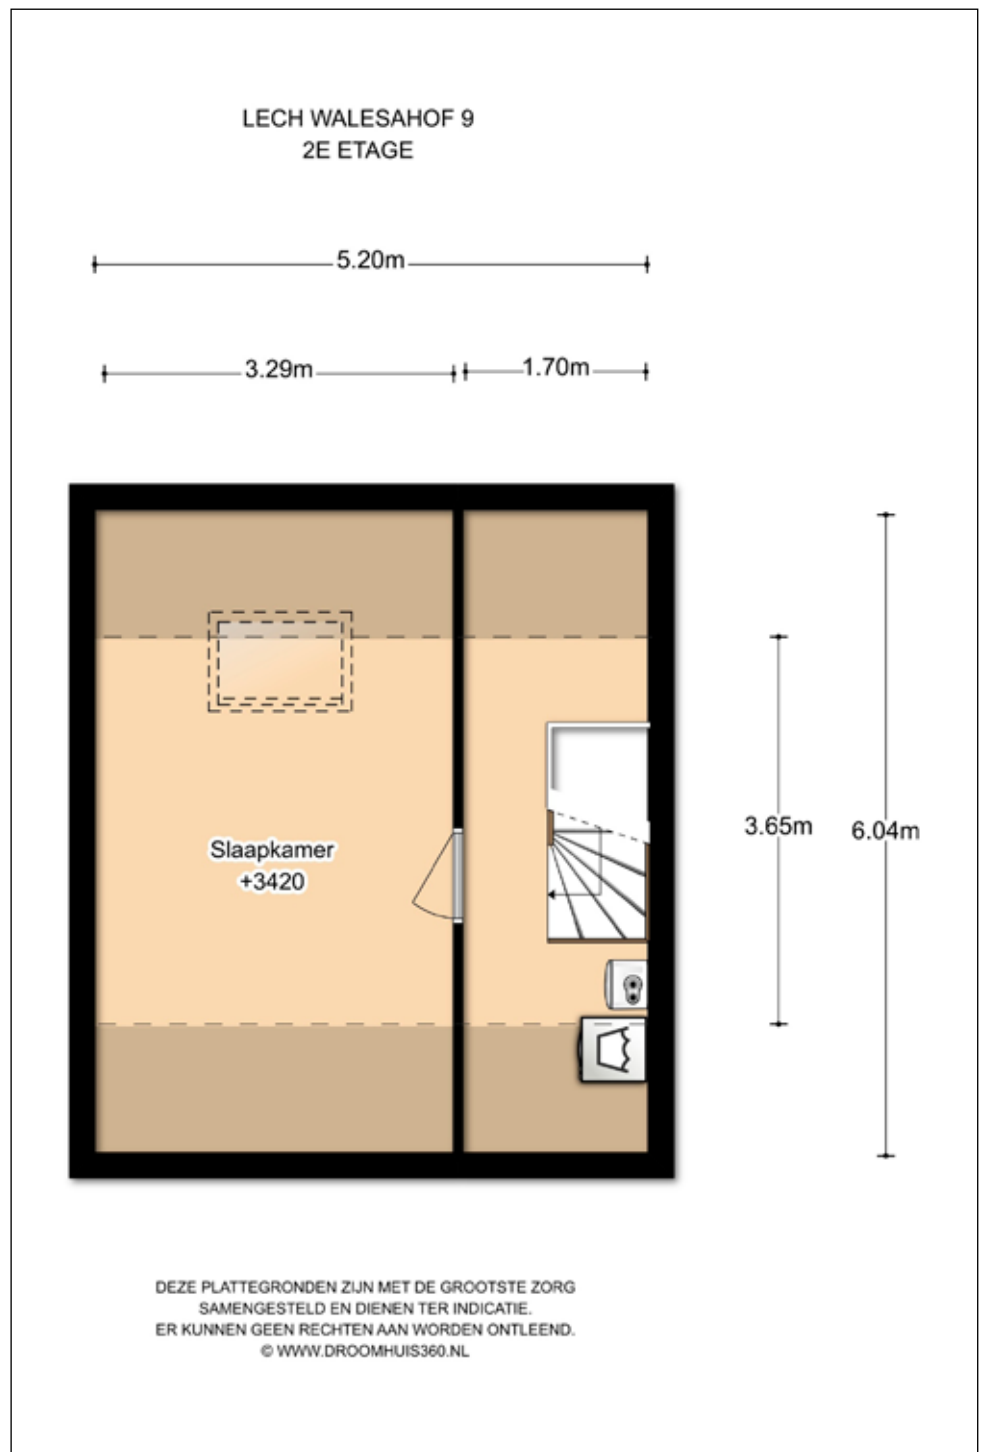 LECH WALESAHOF 9
2E ETAGE
5.20m
3.29m
1.70m
3.65m
6.04m
Slaapkamer
+3420
DEZE PLATTEGRONDEN ZIJN MET DE GROOTSTE ZORG
SAMENGESTELD EN DIENEN TER INDICATIE.
ER KUNNEN GEEN RECHTEN AAN WORDEN ONTLEEND.
© WWW.DROOMHUIS360.NL